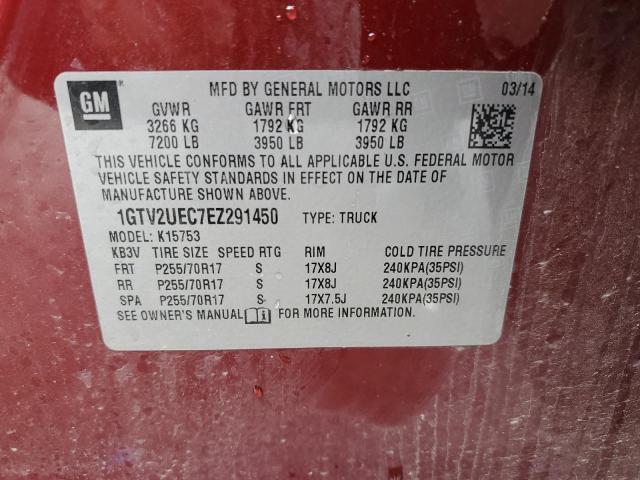 GM
MFD BY GENERAL MOTORS LLC 03/14
GVWR GAWR FRT GAWR RR
3266 KG 1792 KG 1792 KG
7200 LB 3950 LB 3950 LB
THIS VEHICLE CONFORMS TO ALL APPLICABLE U.S. FEDERAL MOTOR
VEHICLE SAFETY STANDARDS IN EFFECT ON THE DATE OF
MANUFACTURE SHOWN ABOVE.
1GTV2UEC7EZ291450 TYPE: TRUCK
MODEL: K15753
KB3V TIRE SIZE SPEED RTG RIM COLD TIRE PRESSURE
FRT P255/70R17 S 17X8J 240KPA(35PSI)
RR P255/70R17 S 17X8J 240KPA(35PSI)
SPA P255/70R17 S 17X7.5J 240KPA(35PSI)
SEE OWNER'S MANUAL FOR MORE INFORMATION.